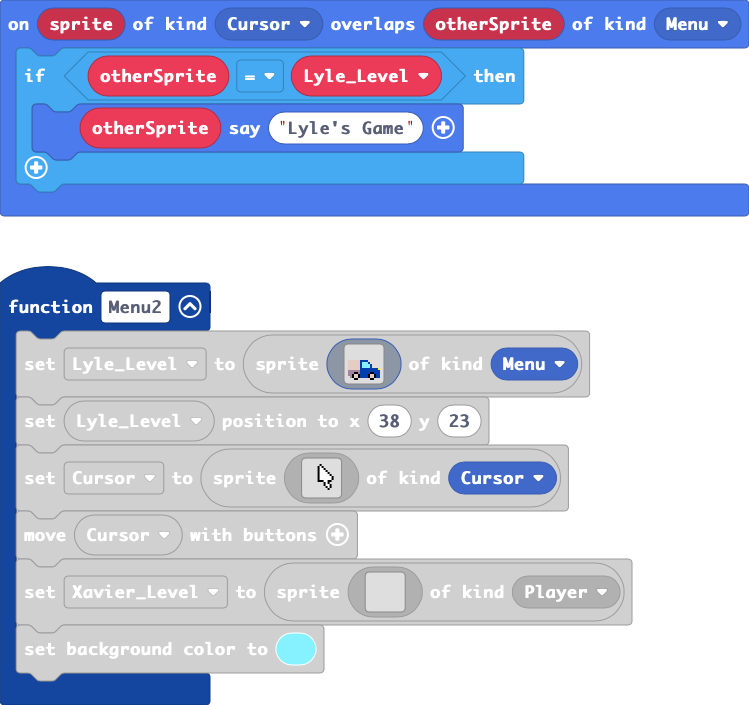 on sprite of kind Cursor overlaps otherSprite of kind Menu
if otherSprite = Lyle_Level then
otherSprite say "Lyle's Game"
function Menu2
set Lyle_Level to sprite of kind Menu
set Lyle_Level position to x 38 y 23
set Cursor to sprite of kind Cursor
move Cursor with buttons
set Xavier_Level to sprite of kind Player
set background color to